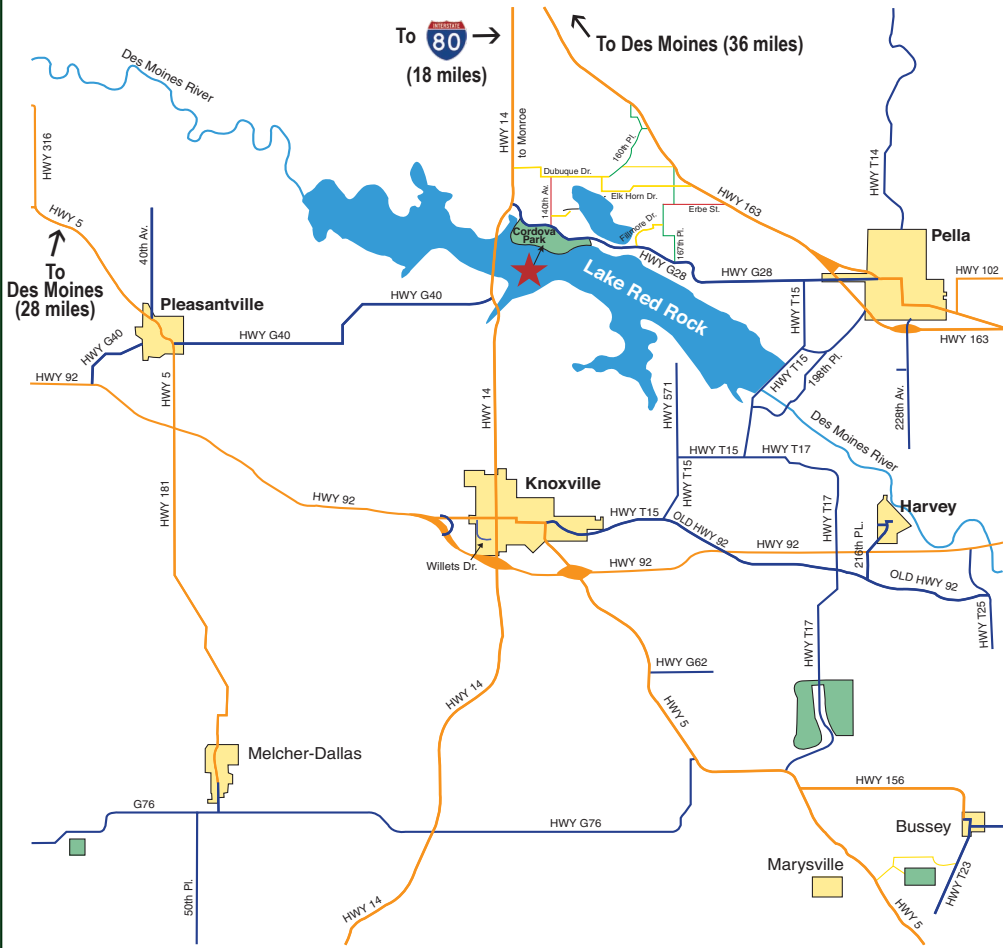 To
INTERSTATE
80
(18 miles)
To Des Moines (36 miles)
Des Moines River
HWY 316
HWY 14
to Monroe
160th Pl.
HWY T14
Dubuque Dr.
140th Av.
Elk Horn Dr.
HWY 163
Erbe St.
Fillmore Dr.
167th Pl.
HWY 5
To
Des Moines
(28 miles)
40th Av.
Cordova
Park
Pella
HWY G28
HWY G28
HWY 102
Lake Red Rock
HWY T15
HWY 163
Pleasantville
HWY G40
HWY G40
HWY G40
HWY 92
HWY 5
HWY 14
HWY 571
HWY T15
198th Pl.
228th Av.
Des Moines River
HWY T15
HWY T17
HWY T15
HWY 181
HWY 92
Knoxville
HWY T15
OLD HWY 92
HWY T17
Harvey
216th PL.
HWY 92
HWY 92
Willets Dr.
OLD HWY 92
HWY T25
HWY T17
HWY G62
HWY 14
HWY 5
Melcher-Dallas
G76
HWY G76
HWY 156
Bussey
Marysville
50th Pl.
HWY T23
HWY 14
HWY 5